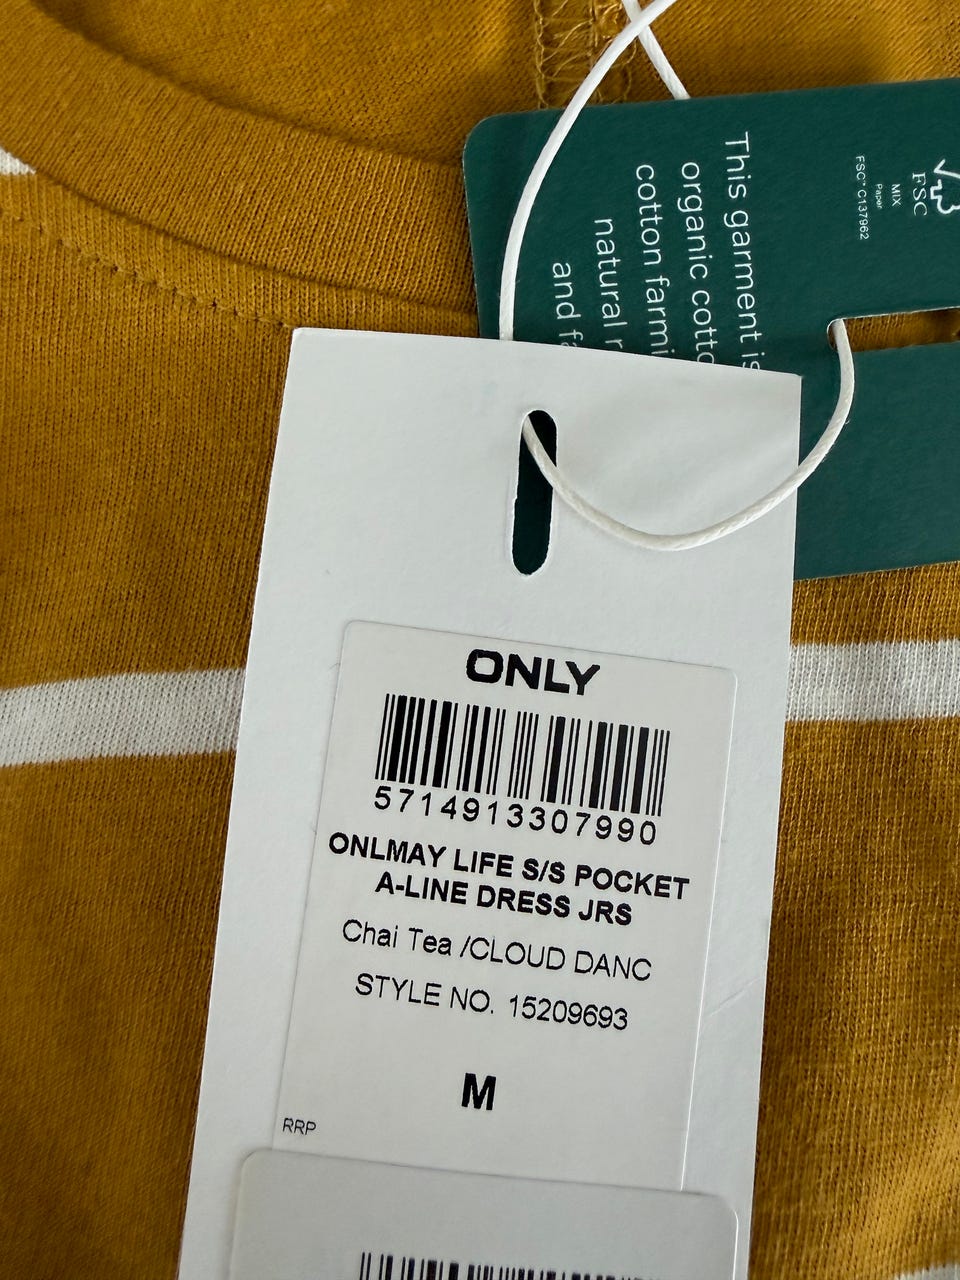 This garment is
organic cotto
cotton farmi
natural r
and fa
FSC
MIX
Paper
FSC™ C137962
ONLY
5714913307990
ONLMAY LIFE S/S POCKET
A-LINE DRESS JRS
Chai Tea /CLOUD DANC
STYLE NO. 15209693
M
RRP